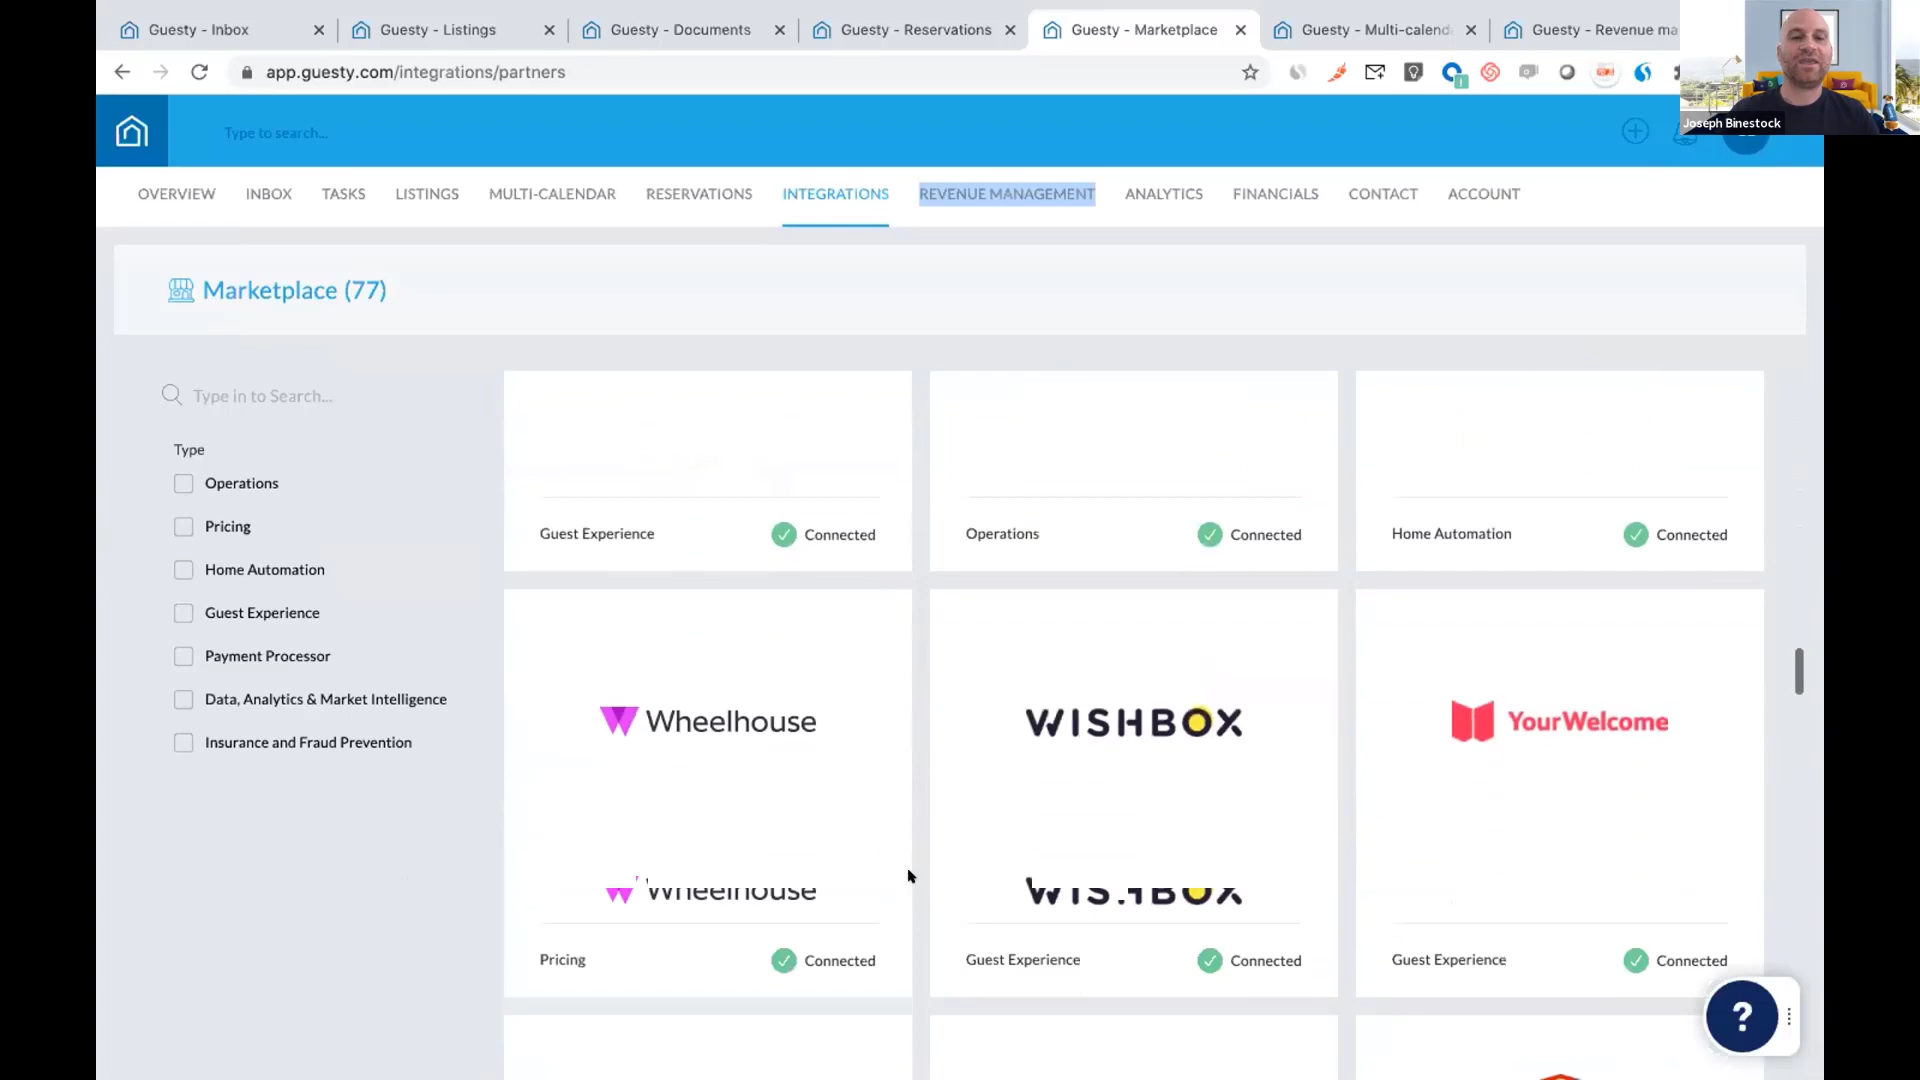 Guesty - Inbox
Guesty - Listings
Guesty - Documents
Guesty - Reservations
Guesty - Marketplace
Guesty - Multi-calend
Guesty - Revenue ma
app.guesty.com/integrations/partners
Joseph Binestock
Type to search...
OVERVIEW
INBOX
TASKS
LISTINGS
MULTI-CALENDAR
RESERVATIONS
INTEGRATIONS
REVENUE MANAGEMENT
ANALYTICS
FINANCIALS
CONTACT
ACCOUNT
Marketplace (77)
Type in to Search...
Type
Operations
Pricing
Home Automation
Guest Experience
Payment Processor
Data, Analytics & Market Intelligence
Insurance and Fraud Prevention
Guest Experience
Connected
Operations
Connected
Home Automation
Connected
Wheelhouse
WISHBOX
YourWelcome
Wheelhouse
WISHBOX
Pricing
Connected
Guest Experience
Connected
Guest Experience
Connected
?